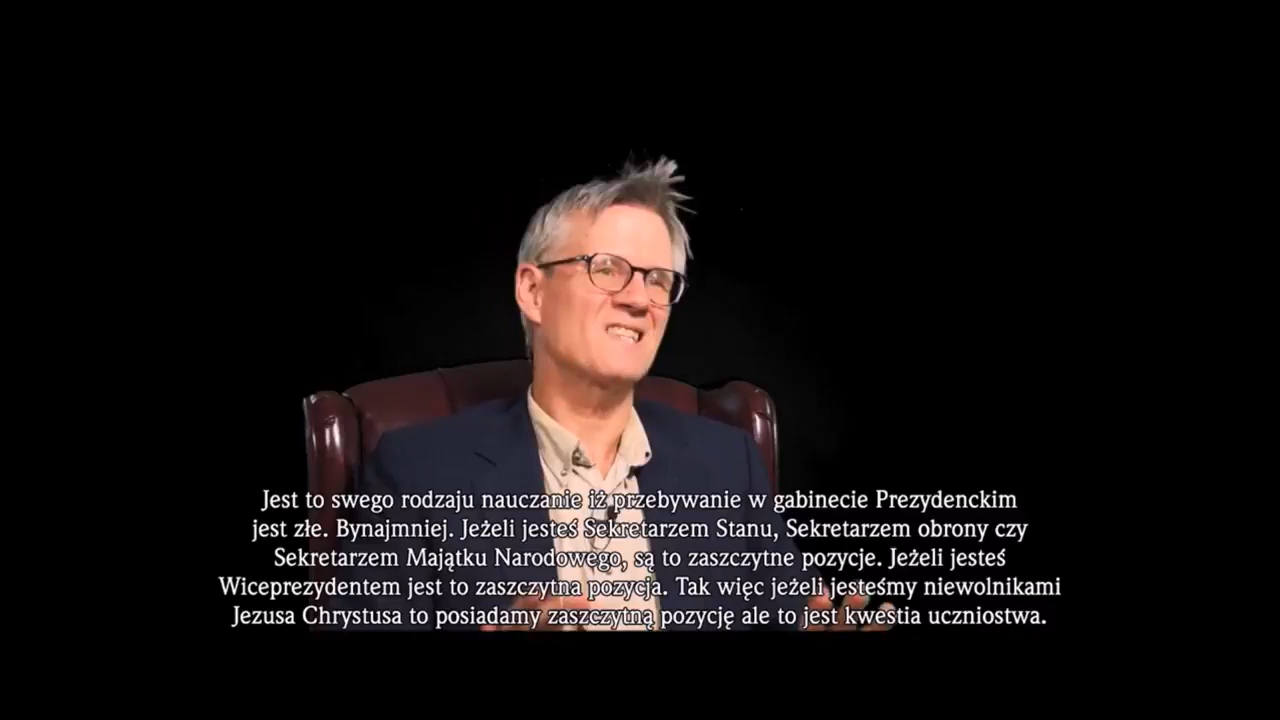 Jest to swego rodzaju nauczanie iż przebywanie w gabinecie Prezydenckim
jest złe. Bynajmniej. Jeżeli jesteś Sekretarzem Stanu, Sekretarzem obrony czy
Sekretarzem Majątku Narodowego, są to zaszczytne pozycje. Jeżeli jesteś
Wiceprezydentem jest to zaszczytna pozycja. Tak więc jeżeli jesteśmy niewolnikami
Jezusa Chrystusa to posiadamy zaszczytną pozycję ale to jest kwestia uczniostwa.